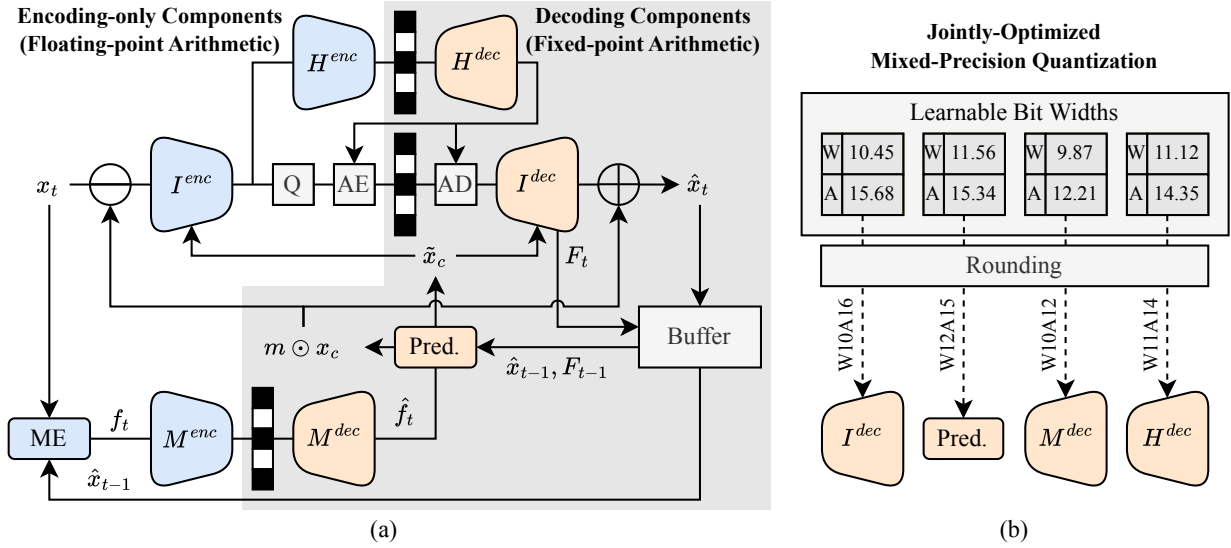 Encoding-only Components
(Floating-point Arithmetic)
Decoding Components
(Fixed-point Arithmetic)
H^{enc}
H^{dec}
x_t
I^{enc}
Q
AE
AD
I^{dec}
x̂_t
x̃_c
F_t
m ⊙ x_c
Pred.
x̂_{t−1}, F_{t−1}
Buffer
ME
f_t
M^{enc}
M^{dec}
f̂_t
x̂_{t−1}
(a)
Jointly-Optimized
Mixed-Precision Quantization
Learnable Bit Widths
W 10.45 W 11.56 W 9.87 W 11.12
A 15.68 A 15.34 A 12.21 A 14.35
Rounding
W10A16 W12A15 W10A12 W11A14
I^{dec} Pred. M^{dec} H^{dec}
(b)